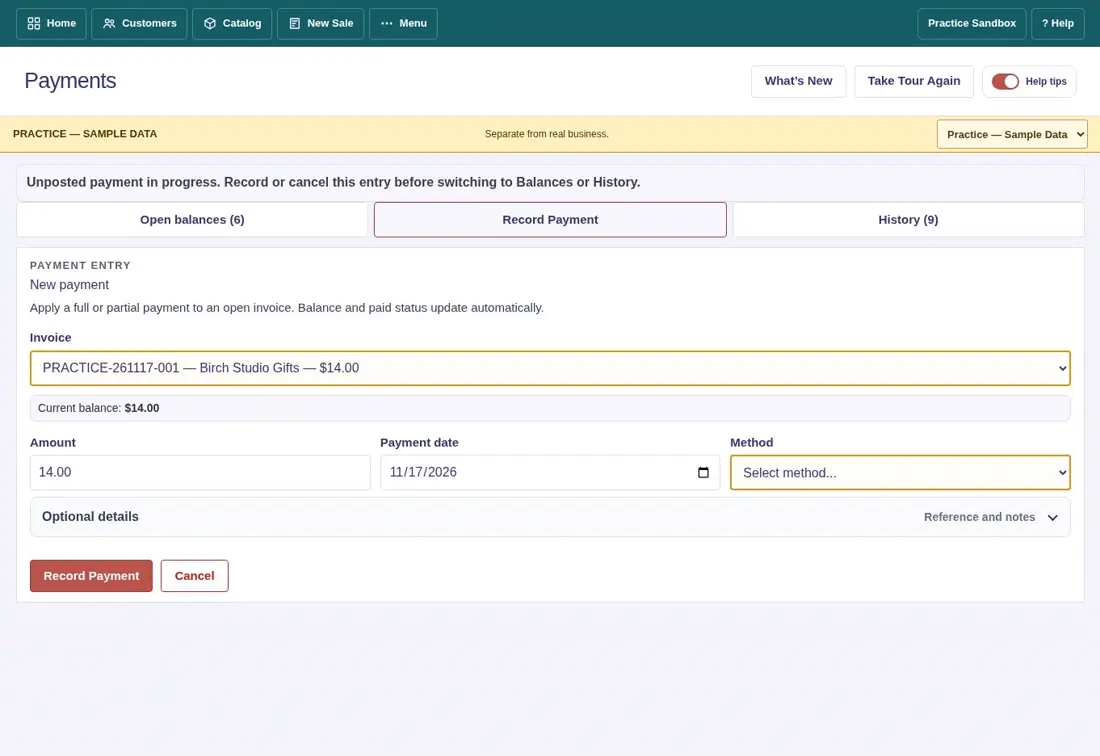 Home Customers Catalog New Sale Menu Practice Sandbox ? Help
Payments What's New Take Tour Again Help tips
PRACTICE — SAMPLE DATA Separate from real business. Practice — Sample Data
Unposted payment in progress. Record or cancel this entry before switching to Balances or History.
Open balances (6) Record Payment History (9)
PAYMENT ENTRY
New payment
Apply a full or partial payment to an open invoice. Balance and paid status update automatically.
Invoice
PRACTICE-261117-001 — Birch Studio Gifts — $14.00
Current balance: $14.00
Amount Payment date Method
14.00 11/17/2026 Select method...
Optional details Reference and notes
Record Payment Cancel